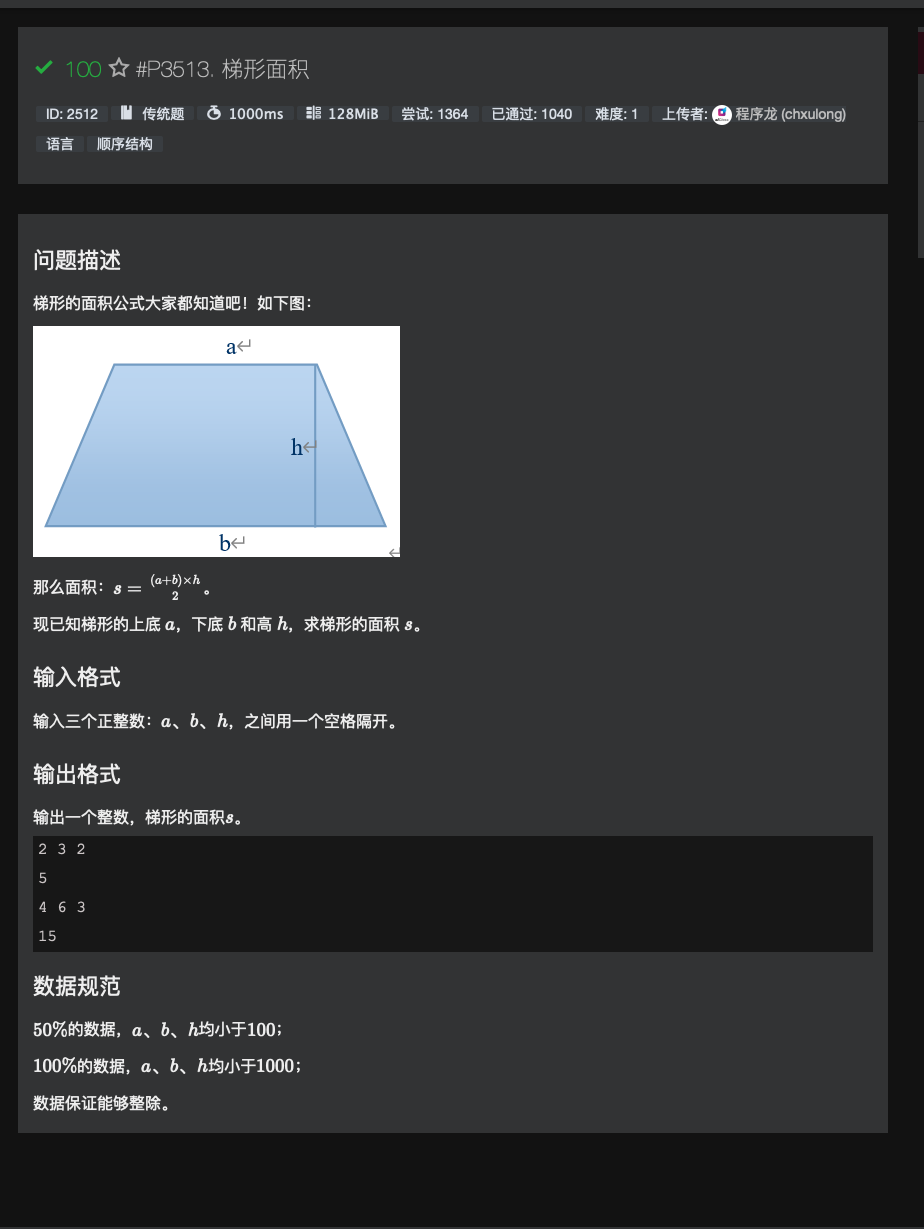 100 ☆ #P3513. 梯形面积
ID: 2512 传统题 1000ms 128MiB 尝试: 1364 已通过: 1040 难度: 1 上传者: 程序龙 (chxulong)
语言 顺序结构
问题描述
梯形的面积公式大家都知道吧！如下图：
a↵
h↵
b↵
↵
那么面积：s = (a+b)×h / 2。
现已知梯形的上底 a，下底 b 和高 h，求梯形的面积 s。
输入格式
输入三个正整数：a、b、h，之间用一个空格隔开。
输出格式
输出一个整数，梯形的面积s。
2 3 2
5
4 6 3
15
数据规范
50%的数据，a、b、h均小于100；
100%的数据，a、b、h均小于1000；
数据保证能够整除。